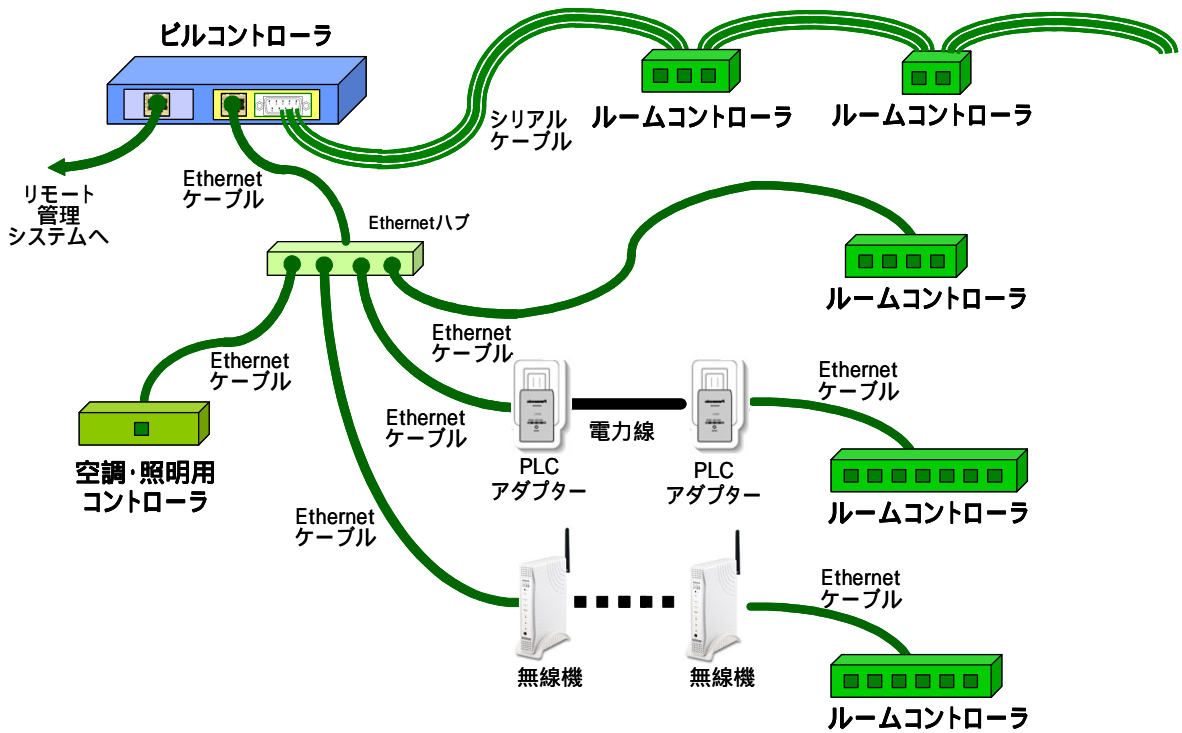 ビルコントローラ
シリアル
ケーブル
ルームコントローラ
ルームコントローラ
リモート
管理
システムへ
Ethernet
ケーブル
Ethernetハブ
ルームコントローラ
Ethernet
ケーブル
Ethernet
ケーブル
空調・照明用
コントローラ
Ethernet
ケーブル
PLC
アダプター
電力線
PLC
アダプター
Ethernet
ケーブル
ルームコントローラ
Ethernet
ケーブル
無線機
無線機
Ethernet
ケーブル
ルームコントローラ